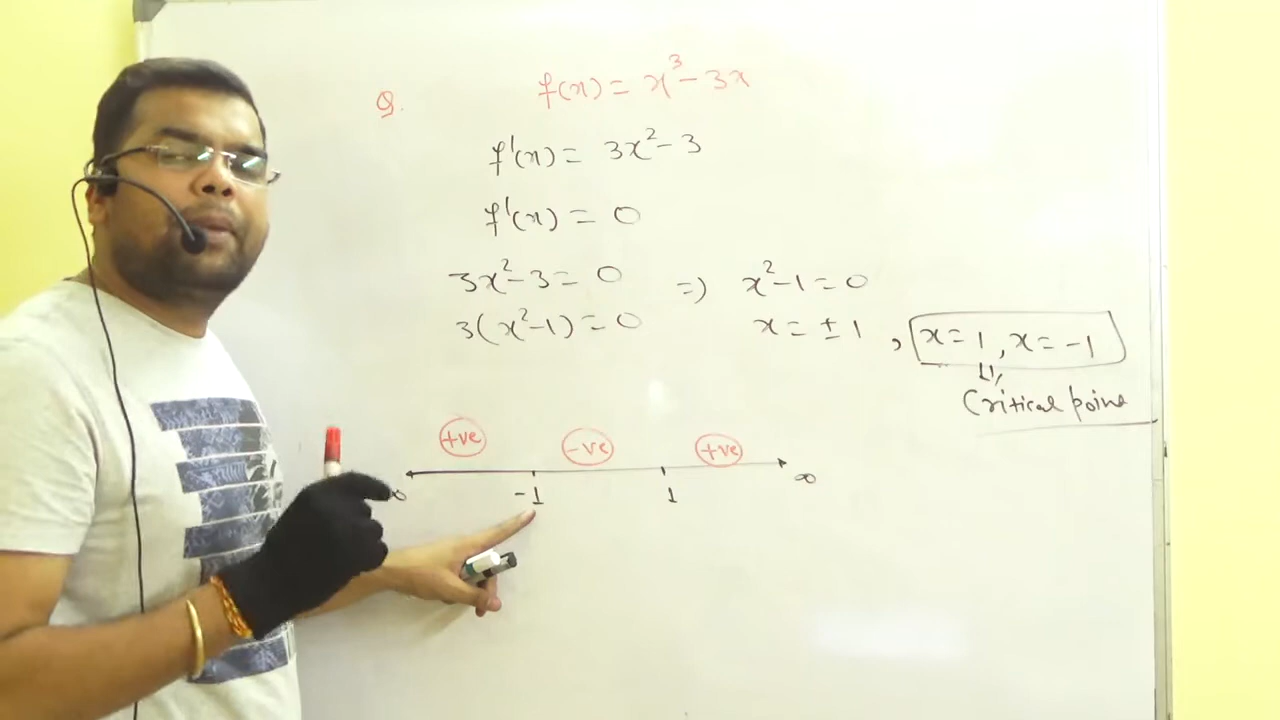 Q. f(x) = x³ - 3x
f'(x) = 3x² - 3
f'(x) = 0
3x² - 3 = 0 => x² - 1 = 0
3(x² - 1) = 0 x = ± 1 , x = 1 , x = -1
Critical point
+ve -ve +ve
∞ -1 1 ∞